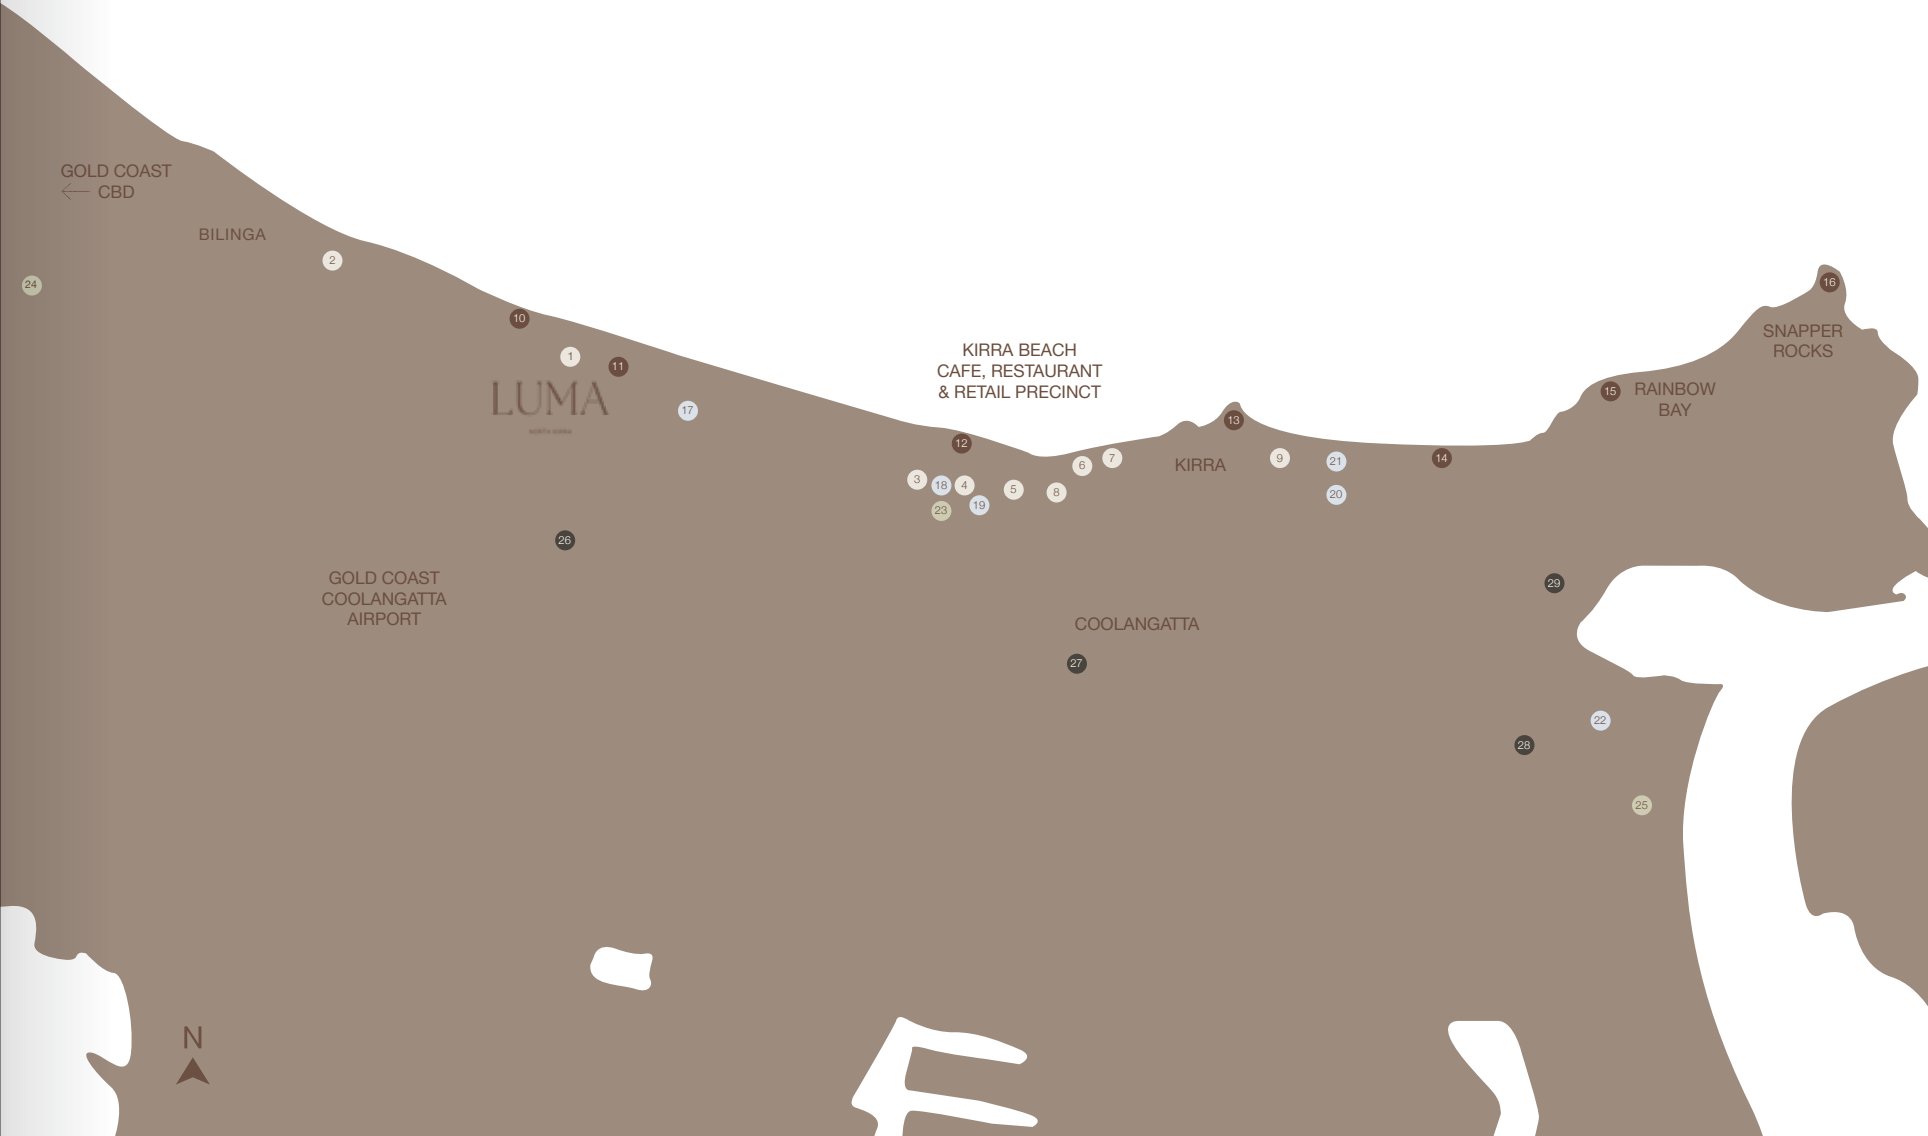 GOLD COAST
CBD
BILINGA
2
24
10
1
11
LUMA
NORTH KIRRA
17
KIRRA BEACH
CAFE, RESTAURANT
& RETAIL PRECINCT
12
13
KIRRA
3
18
4
5
6
7
8
9
19
23
21
20
14
15
RAINBOW
BAY
16
SNAPPER
ROCKS
26
GOLD COAST
COOLANGATTA
AIRPORT
29
COOLANGATTA
27
22
28
25
N